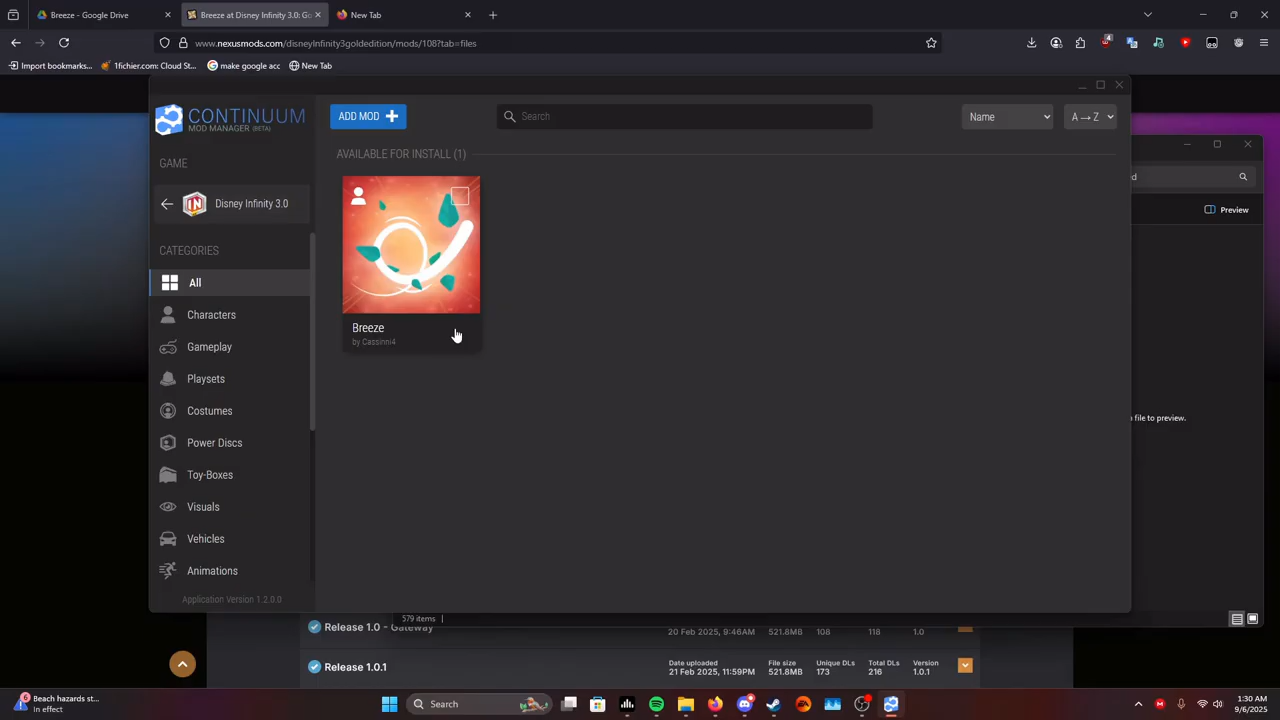 Breeze - Google Drive
Breeze at Disney Infinity 3.0: Go
New Tab
www.nexusmods.com/disneyinfinity3goldedition/mods/108?tab=files
4
Import bookmarks...
1fichier.com: Cloud St...
make google acc
New Tab
CONTINUUM
MOD MANAGER (BETA)
ADD MOD
Search
Name
A → Z
GAME
AVAILABLE FOR INSTALL (1)
Disney Infinity 3.0
d
Preview
CATEGORIES
All
Characters
Breeze
by Cassinni4
Gameplay
Playsets
Costumes
n file to preview.
Power Discs
Toy-Boxes
Visuals
Vehicles
Animations
Application Version 1.2.0.0
579 items
Release 1.0 - Gateway
20 Feb 2025, 9:46AM
521.8MB
108
118
1.0
Release 1.0.1
Date uploaded
21 Feb 2025, 11:59PM
File size
521.8MB
Unique DLs
173
Total DLs
216
Version
1.0.1
6
Beach hazards st...
In effect
Search
1:30 AM
9/6/2025